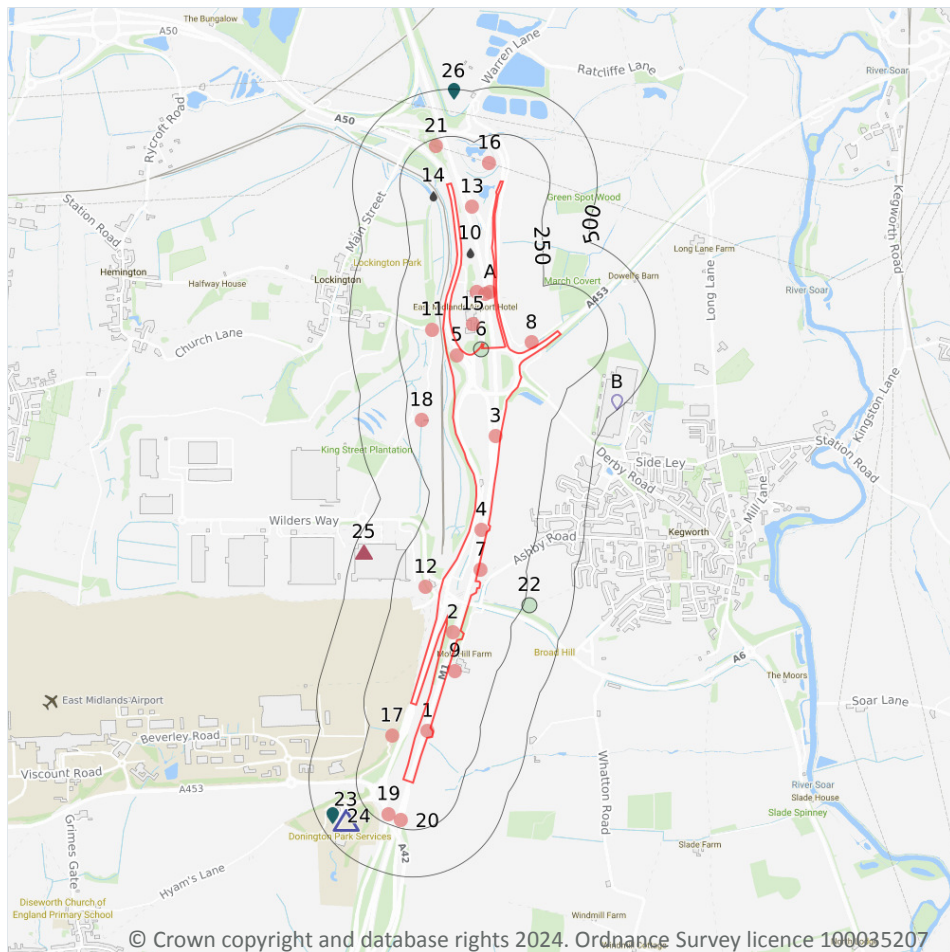 The Bungalow
A50
26
Warren Lane
Ratcliffe Lane
River Soar
Rycroft Road
A50
21
16
Station Road
14
13
Main Street
Green Spot Wood
500
250
Kegworth Road
10
Long Farm Lane
Lockington Park
Hemington
Halfway House
Lockington
A
March Covert
Dowell's Barn
A453
Long Lane
River Soar
East Midlands Airport Hotel
15
11
6
8
5
Church Lane
B
Kingston Lane
18
3
King Street Plantation
Station Road
Side Ley
Derby Road
Mill Lane
Wilders Way
25
4
Kegworth
Ashby Road
7
12
22
2
Broad Hill
9
A6
M1
The Moors
East Midlands Airport
Soar Lane
1
17
Beverley Road
Viscount Road
A453
Whatton Road
River Soar
Slade House
Slade Spinney
23
24
19
20
Donington Park Services
Grimes Gate
A42
Slade Farm
Hyam's Lane
Diseworth Church of
England Primary School
Windmill Farm
© Crown copyright and database rights 2024. Ordnance Survey licence 100035207